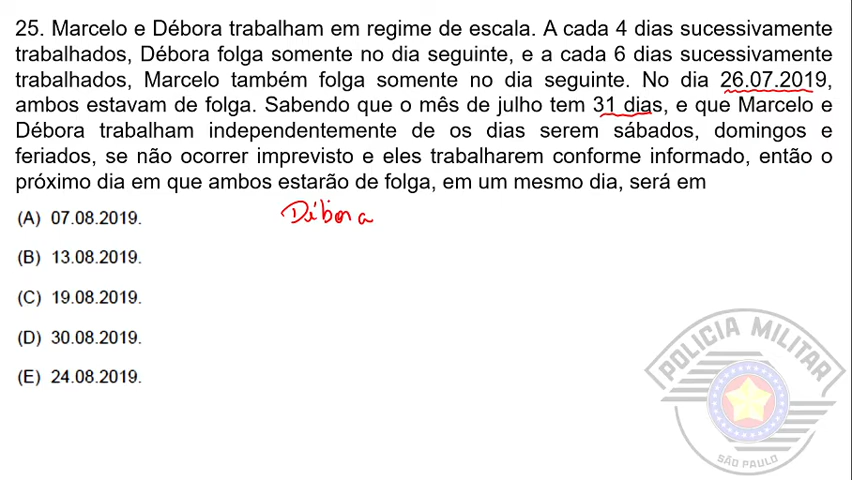 25. Marcelo e Débora trabalham em regime de escala. A cada 4 dias sucessivamente
trabalhados, Débora folga somente no dia seguinte, e a cada 6 dias sucessivamente
trabalhados, Marcelo também folga somente no dia seguinte. No dia 26.07.2019,
ambos estavam de folga. Sabendo que o mês de julho tem 31 dias, e que Marcelo e
Débora trabalham independentemente de os dias serem sábados, domingos e
feriados, se não ocorrer imprevisto e eles trabalharem conforme informado, então o
próximo dia em que ambos estarão de folga, em um mesmo dia, será em
(A) 07.08.2019.
Débora
(B) 13.08.2019.
(C) 19.08.2019.
(D) 30.08.2019.
(E) 24.08.2019.
POLICIA MILITAR
SÃO PAULO